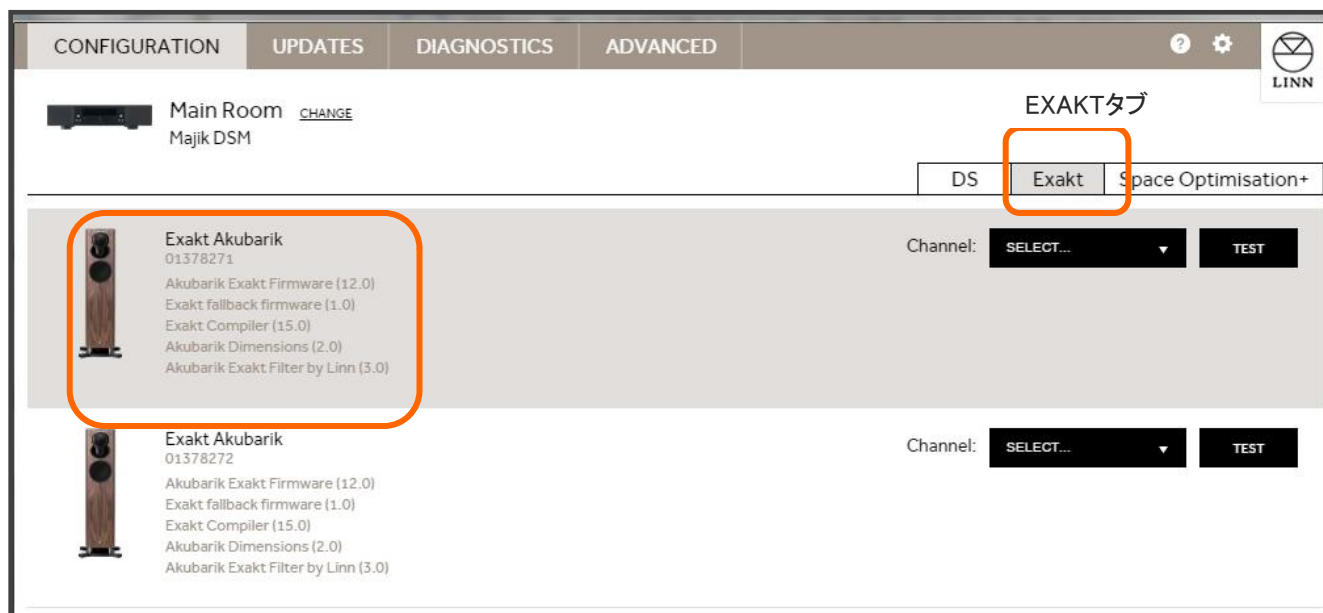 CONFIGURATION UPDATES DIAGNOSTICS ADVANCED ?
LINN
Main Room CHANGE
Majik DSM
EXAKTタブ
DS Exakt Space Optimisation+
Exakt Akubarik
01378271
Akubarik Exakt Firmware (12.0)
Exakt fallback firmware (1.0)
Exakt Compiler (15.0)
Akubarik Dimensions (2.0)
Akubarik Exakt Filter by Linn (3.0)
Channel: SELECT... TEST
Exakt Akubarik
01378272
Akubarik Exakt Firmware (12.0)
Exakt fallback firmware (1.0)
Exakt Compiler (15.0)
Akubarik Dimensions (2.0)
Akubarik Exakt Filter by Linn (3.0)
Channel: SELECT... TEST